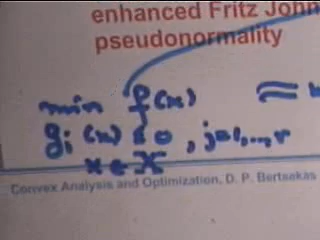 enhanced Fritz John
pseudonormality
min f(x)
gj(x) ≤ 0, j=1,...,r
x ∈ X
Convex Analysis and Optimization, D. P. Bertsekas